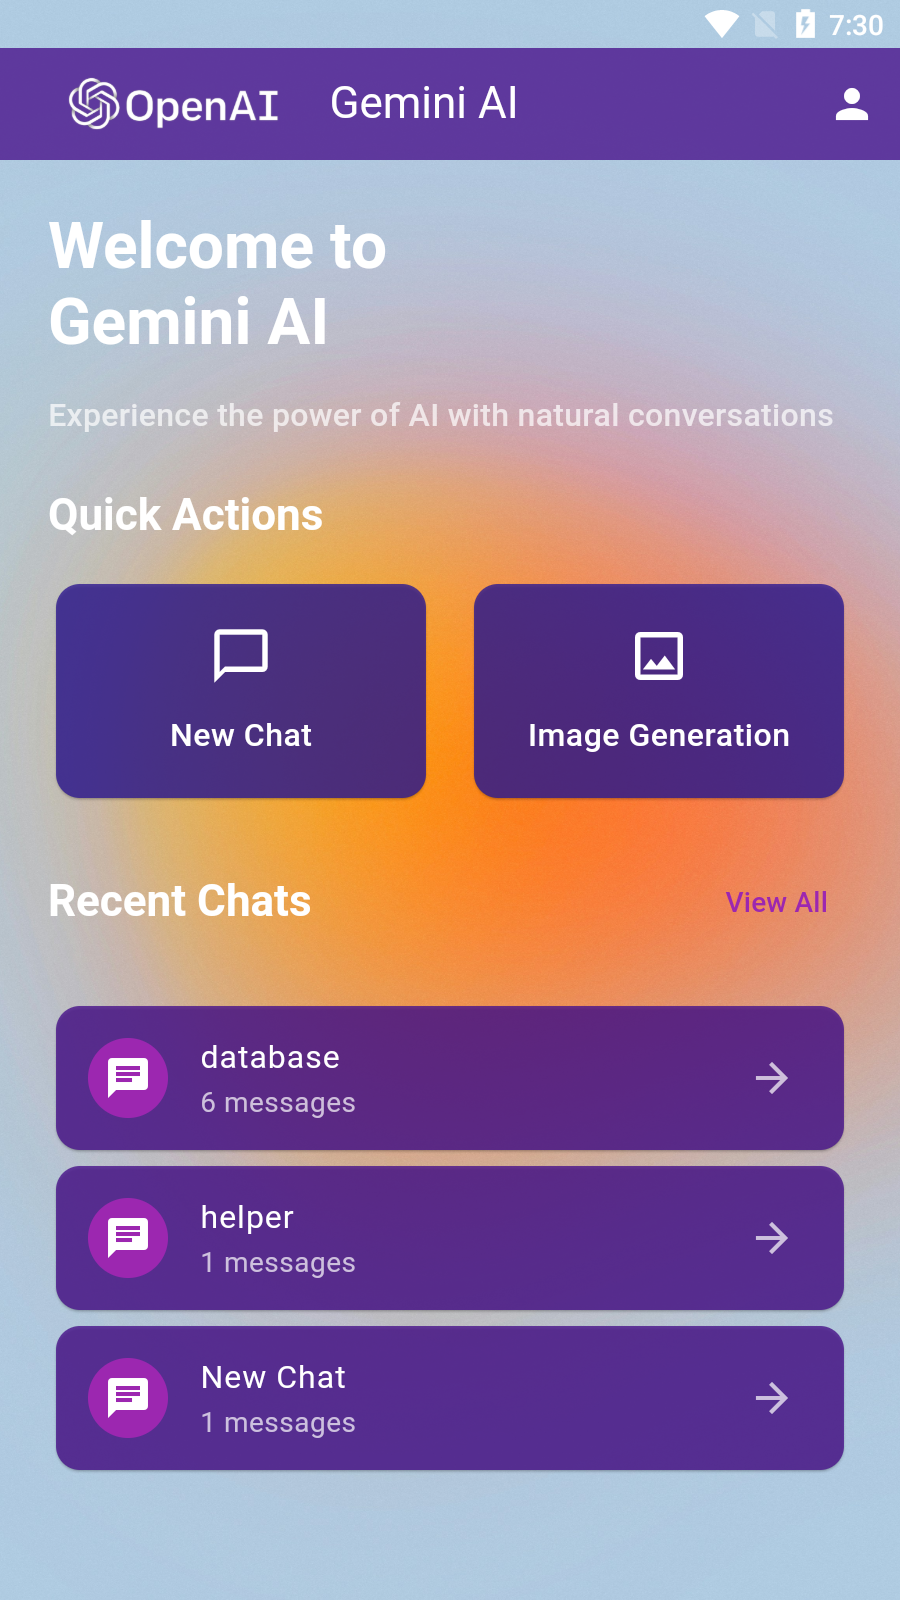 7:30
OpenAI Gemini AI
Welcome to
Gemini AI
Experience the power of AI with natural conversations
Quick Actions
New Chat
Image Generation
Recent Chats
View All
database
6 messages
helper
1 messages
New Chat
1 messages